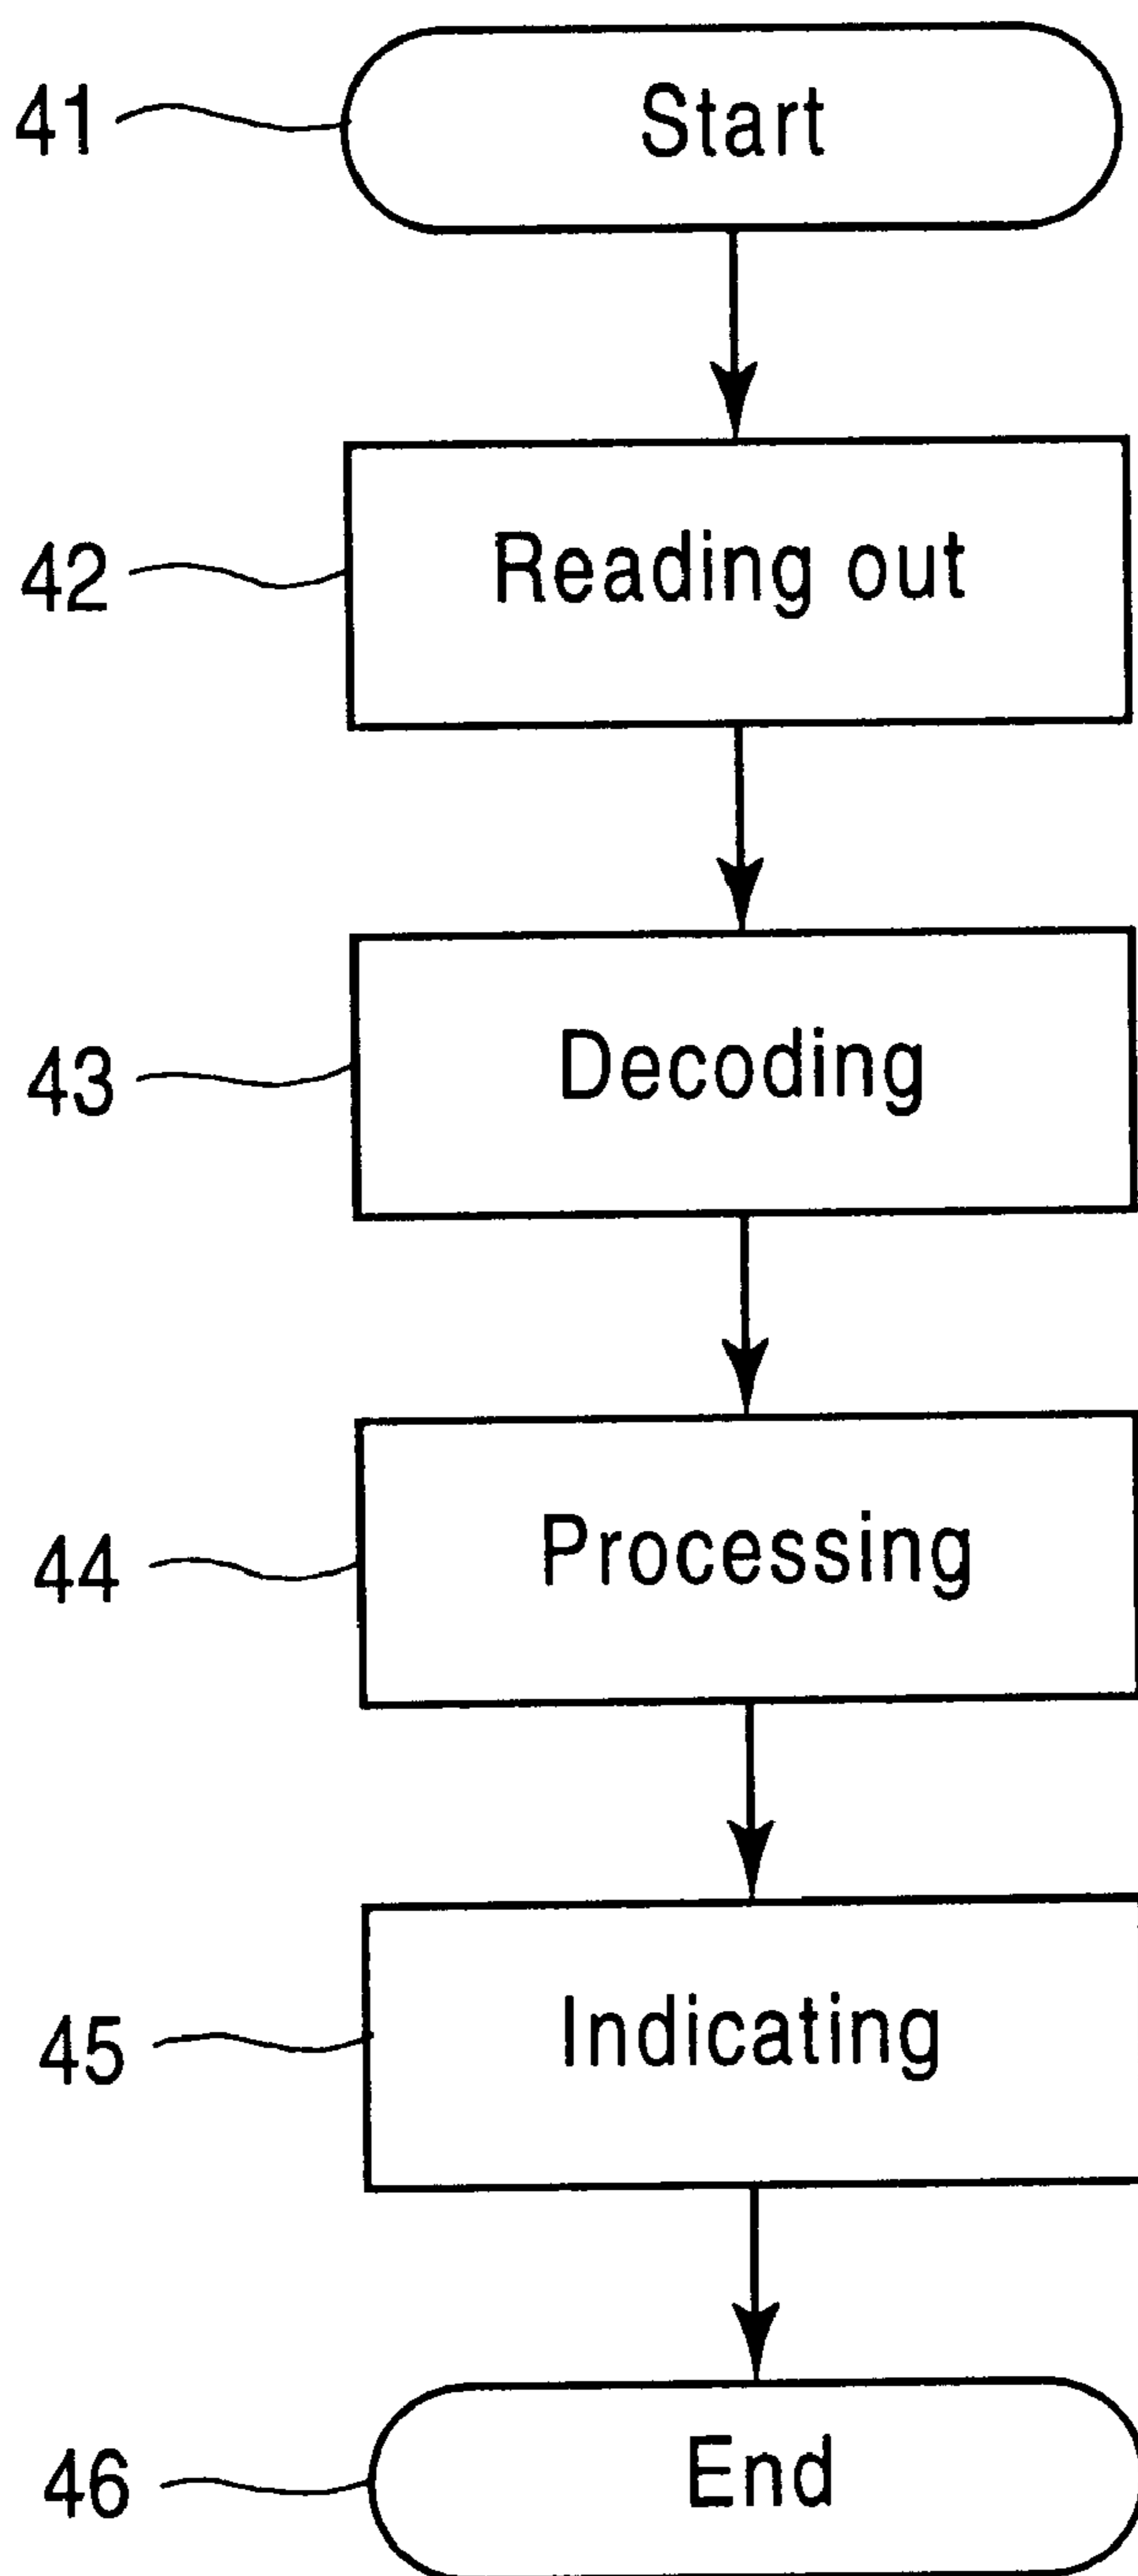 41 Start
42 Reading out
43 Decoding
44 Processing
45 Indicating
46 End